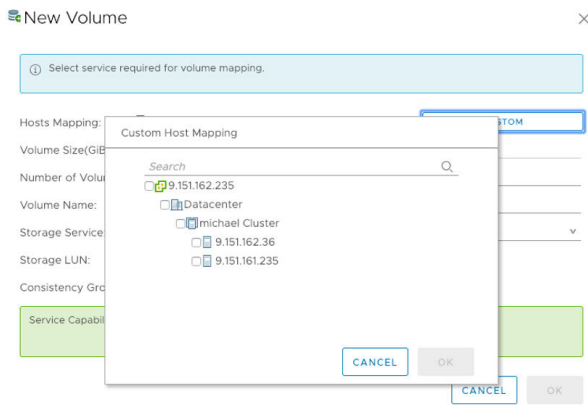 New Volume
Select service required for volume mapping.
Hosts Mapping:
STOM
Custom Host Mapping
Volume Size(GiB
Search
Number of Volu
9.151.162.235
Volume Name:
Datacenter
michael Cluster
Storage Service:
9.151.162.36
Storage LUN:
9.151.161.235
Consistency Gro
Service Capabil
CANCEL OK
CANCEL OK